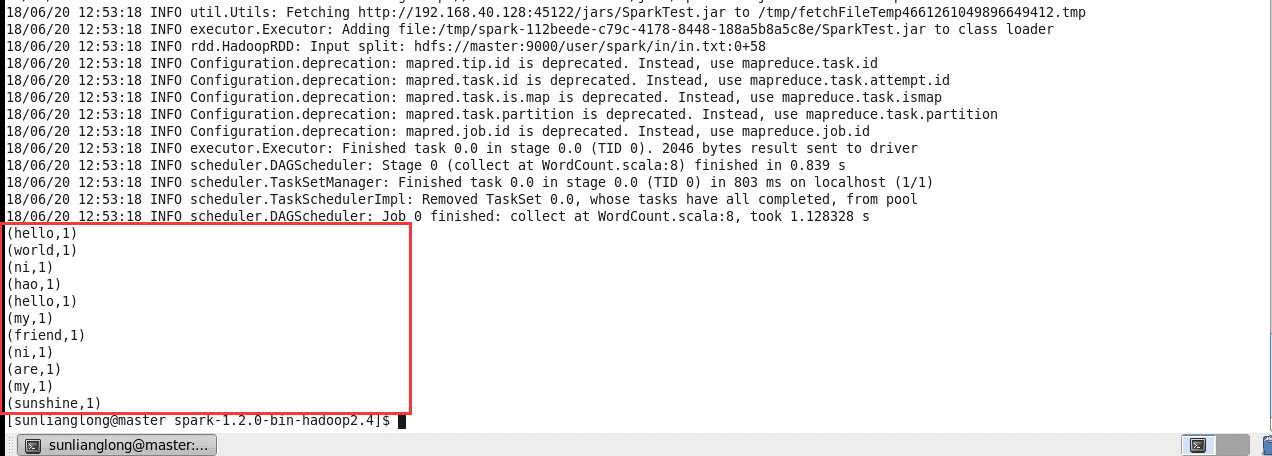 18/06/20 12:53:18 INFO util.Utils: Fetching http://192.168.40.128:45122/jars/SparkTest.jar to /tmp/fetchFileTemp4661261049896649412.tmp
18/06/20 12:53:18 INFO executor.Executor: Adding file:/tmp/spark-112beede-c79c-4178-8448-188a5b8a5c8e/SparkTest.jar to class loader
18/06/20 12:53:18 INFO rdd.HadoopRDD: Input split: hdfs://master:9000/user/spark/in/in.txt:0+58
18/06/20 12:53:18 INFO Configuration.deprecation: mapred.tip.id is deprecated. Instead, use mapreduce.task.id
18/06/20 12:53:18 INFO Configuration.deprecation: mapred.task.id is deprecated. Instead, use mapreduce.task.attempt.id
18/06/20 12:53:18 INFO Configuration.deprecation: mapred.task.is.map is deprecated. Instead, use mapreduce.task.ismap
18/06/20 12:53:18 INFO Configuration.deprecation: mapred.task.partition is deprecated. Instead, use mapreduce.task.partition
18/06/20 12:53:18 INFO Configuration.deprecation: mapred.job.id is deprecated. Instead, use mapreduce.job.id
18/06/20 12:53:18 INFO executor.Executor: Finished task 0.0 in stage 0.0 (TID 0). 2046 bytes result sent to driver
18/06/20 12:53:18 INFO scheduler.DAGScheduler: Stage 0 (collect at WordCount.scala:8) finished in 0.839 s
18/06/20 12:53:18 INFO scheduler.TaskSetManager: Finished task 0.0 in stage 0.0 (TID 0) in 803 ms on localhost (1/1)
18/06/20 12:53:18 INFO scheduler.TaskSchedulerImpl: Removed TaskSet 0.0, whose tasks have all completed, from pool
18/06/20 12:53:18 INFO scheduler.DAGScheduler: Job 0 finished: collect at WordCount.scala:8, took 1.128328 s
(hello,1)
(world,1)
(ni,1)
(hao,1)
(hello,1)
(my,1)
(friend,1)
(ni,1)
(are,1)
(my,1)
(sunshine,1)
[sunlianglong@master spark-1.2.0-bin-hadoop2.4]$
sunlianglong@master:...